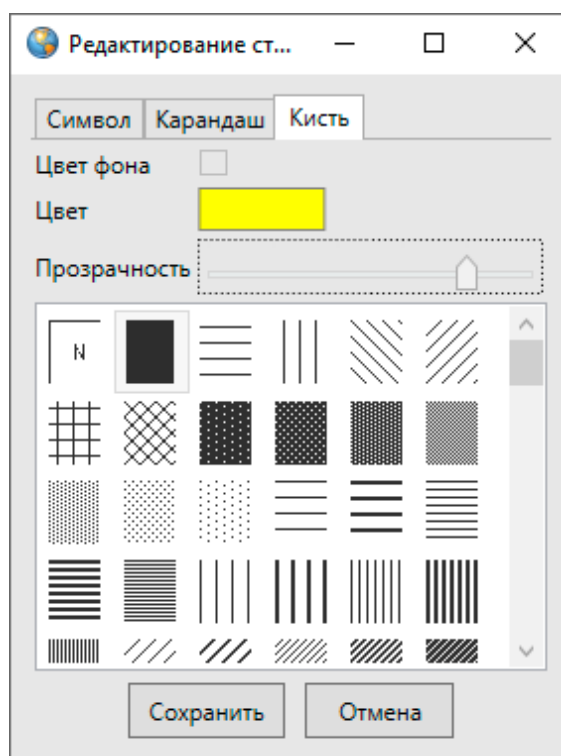 Редактирование ст...
Символ Карандаш Кисть
Цвет фона
Цвет
Прозрачность
N
Сохранить Отмена